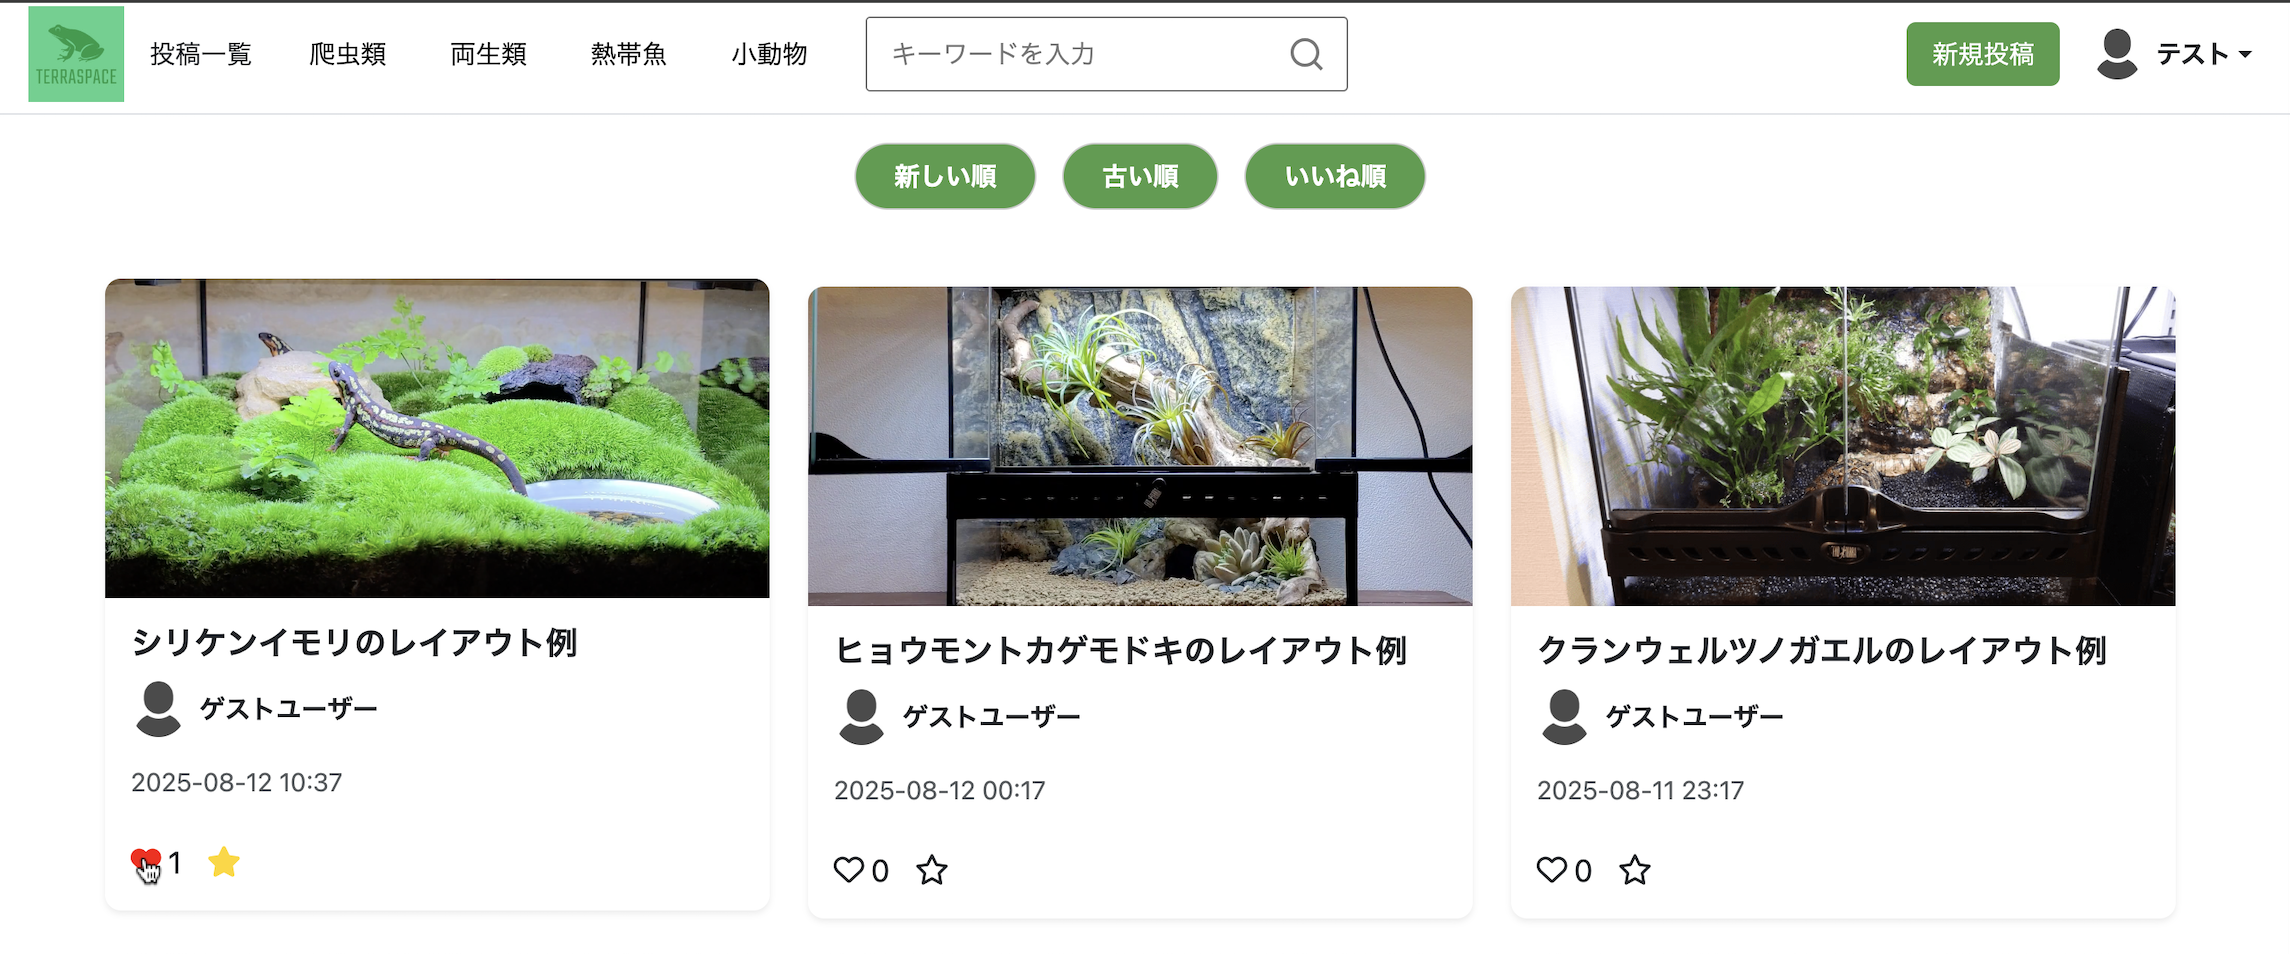 TERRASPACE
投稿一覧 爬虫類 両生類 熱帯魚 小動物 キーワードを入力 新規投稿 テスト
新しい順 古い順 いいね順
シリケンイモリのレイアウト例
ゲストユーザー
2025-08-12 10:37
1
ヒョウモントカゲモドキのレイアウト例
ゲストユーザー
2025-08-12 00:17
0
クランウェルツノガエルのレイアウト例
ゲストユーザー
2025-08-11 23:17
0